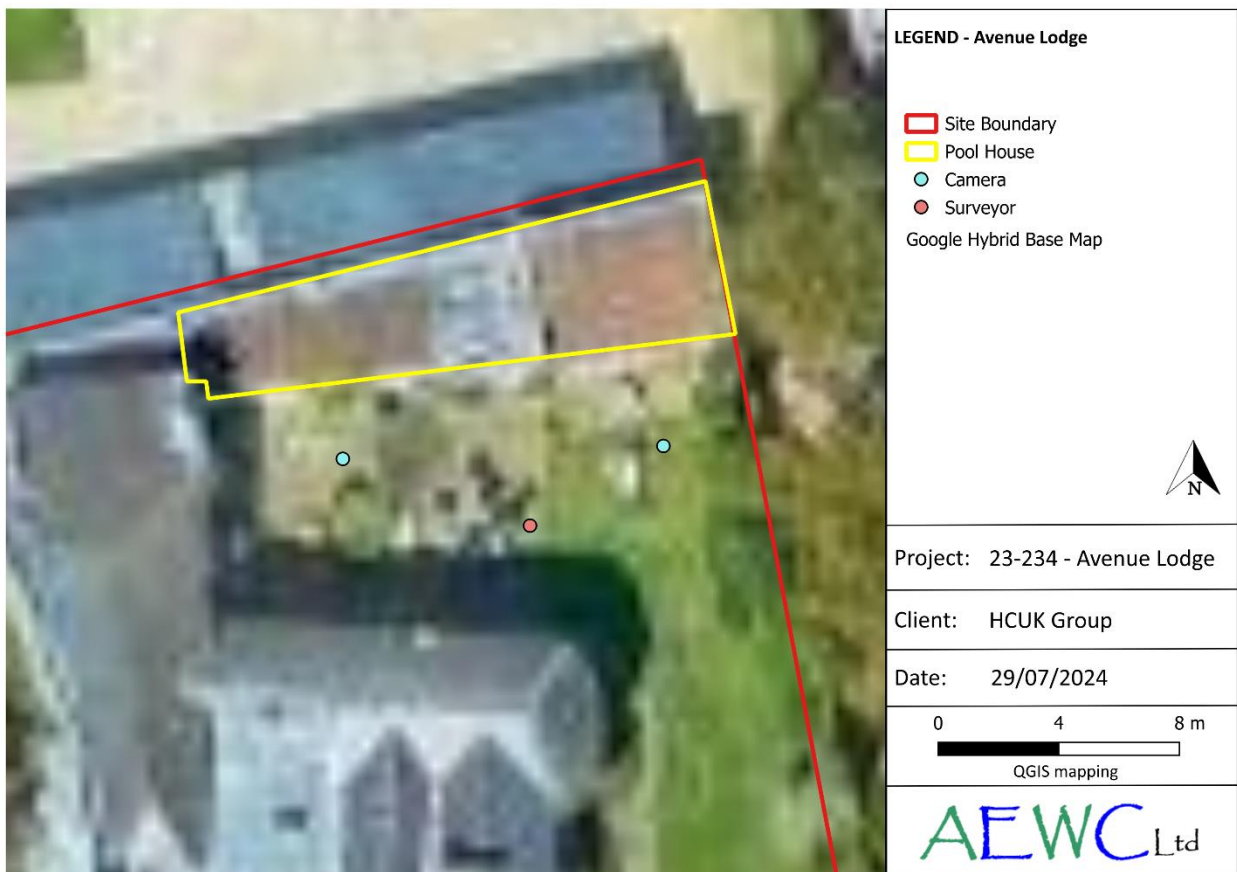 LEGEND - Avenue Lodge
Site Boundary
Pool House
Camera
Surveyor
Google Hybrid Base Map
N
Project: 23-234 - Avenue Lodge
Client: HCUK Group
Date: 29/07/2024
0 4 8 m
QGIS mapping
AEWC Ltd